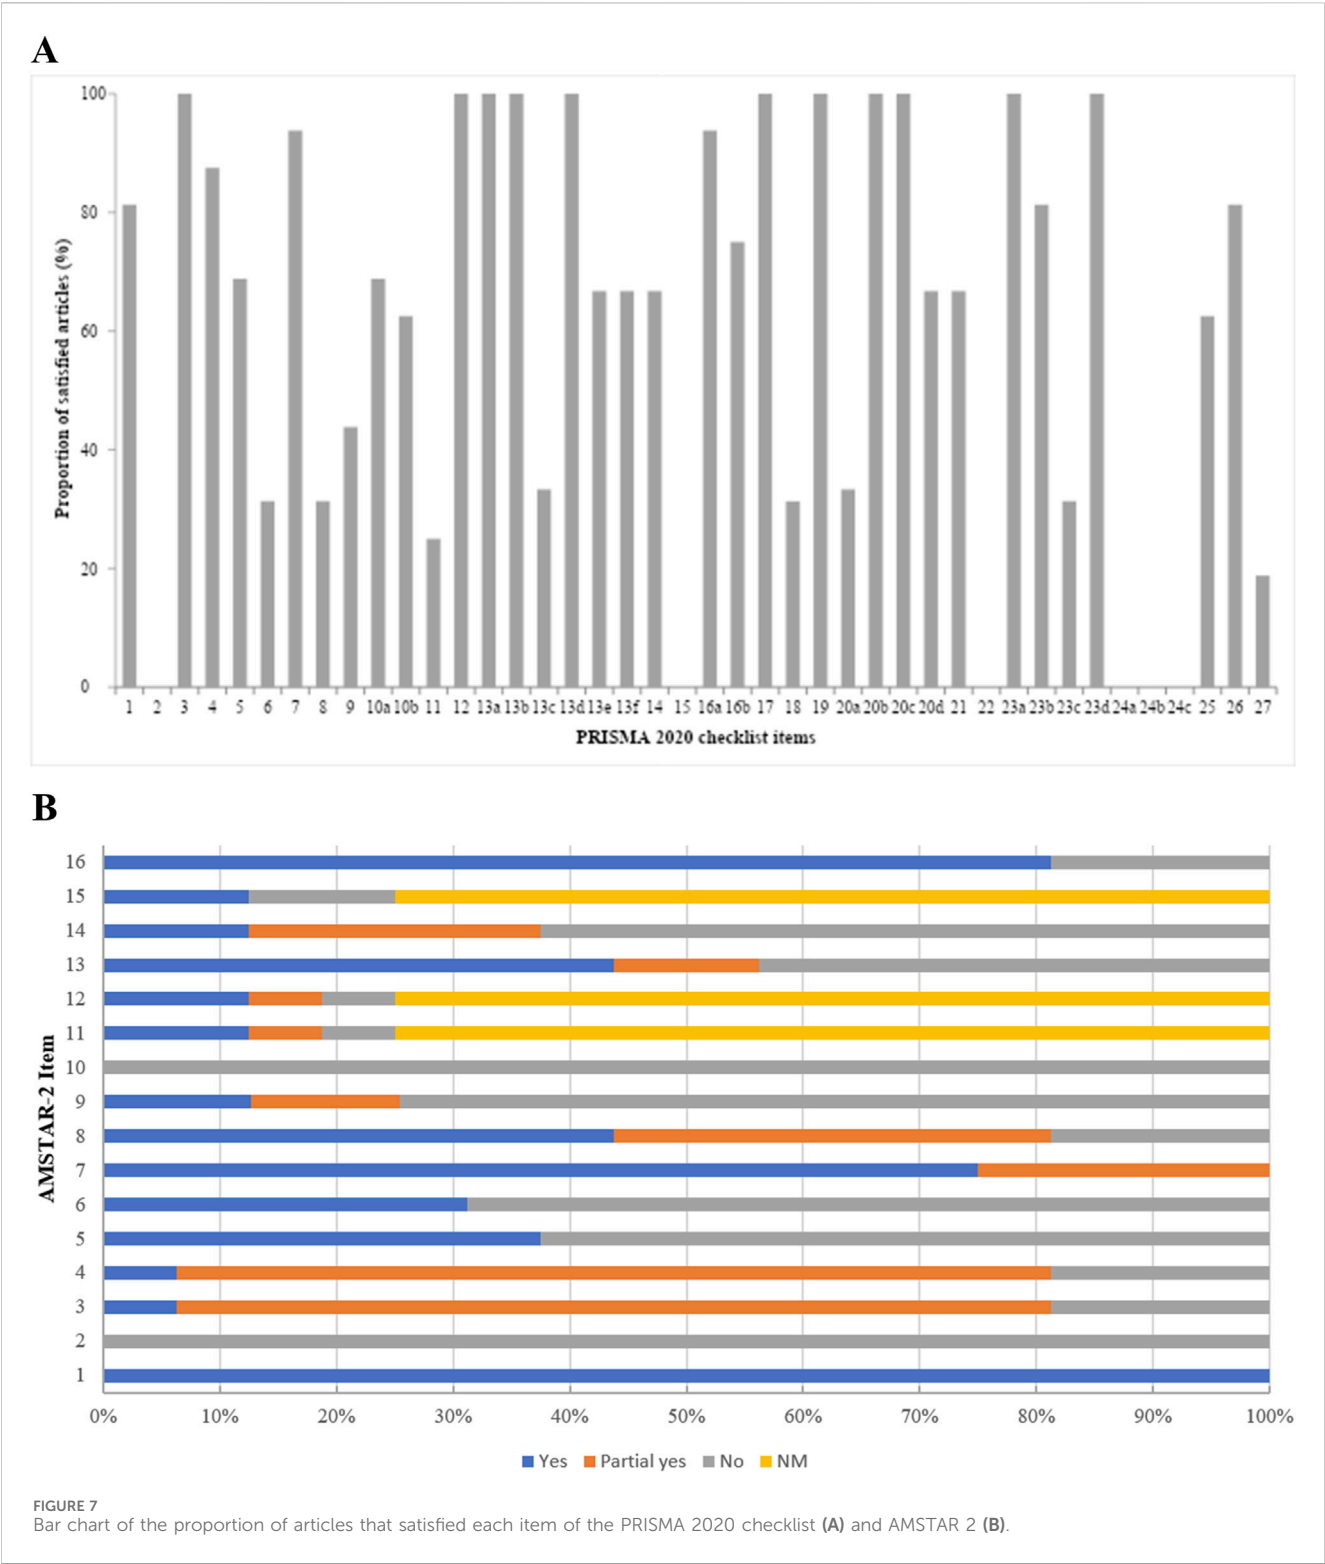 A
100
80
60
40
20
0
Proportion of satisfied articles (%)
1 2 3 4 5 6 7 8 9 10a 10b 11 12 13a 13b 13c 13d 13e 13f 14 15 16a 16b 17 18 19 20a 20b 20c 20d 21 22 23a 23b 23c 23d 24a 24b 24c 25 26 27
PRISMA 2020 checklist items
B
AMSTAR-2 Item
16
15
14
13
12
11
10
9
8
7
6
5
4
3
2
1
0% 10% 20% 30% 40% 50% 60% 70% 80% 90% 100%
Yes Partial yes No NM
FIGURE 7
Bar chart of the proportion of articles that satisfied each item of the PRISMA 2020 checklist (A) and AMSTAR 2 (B).